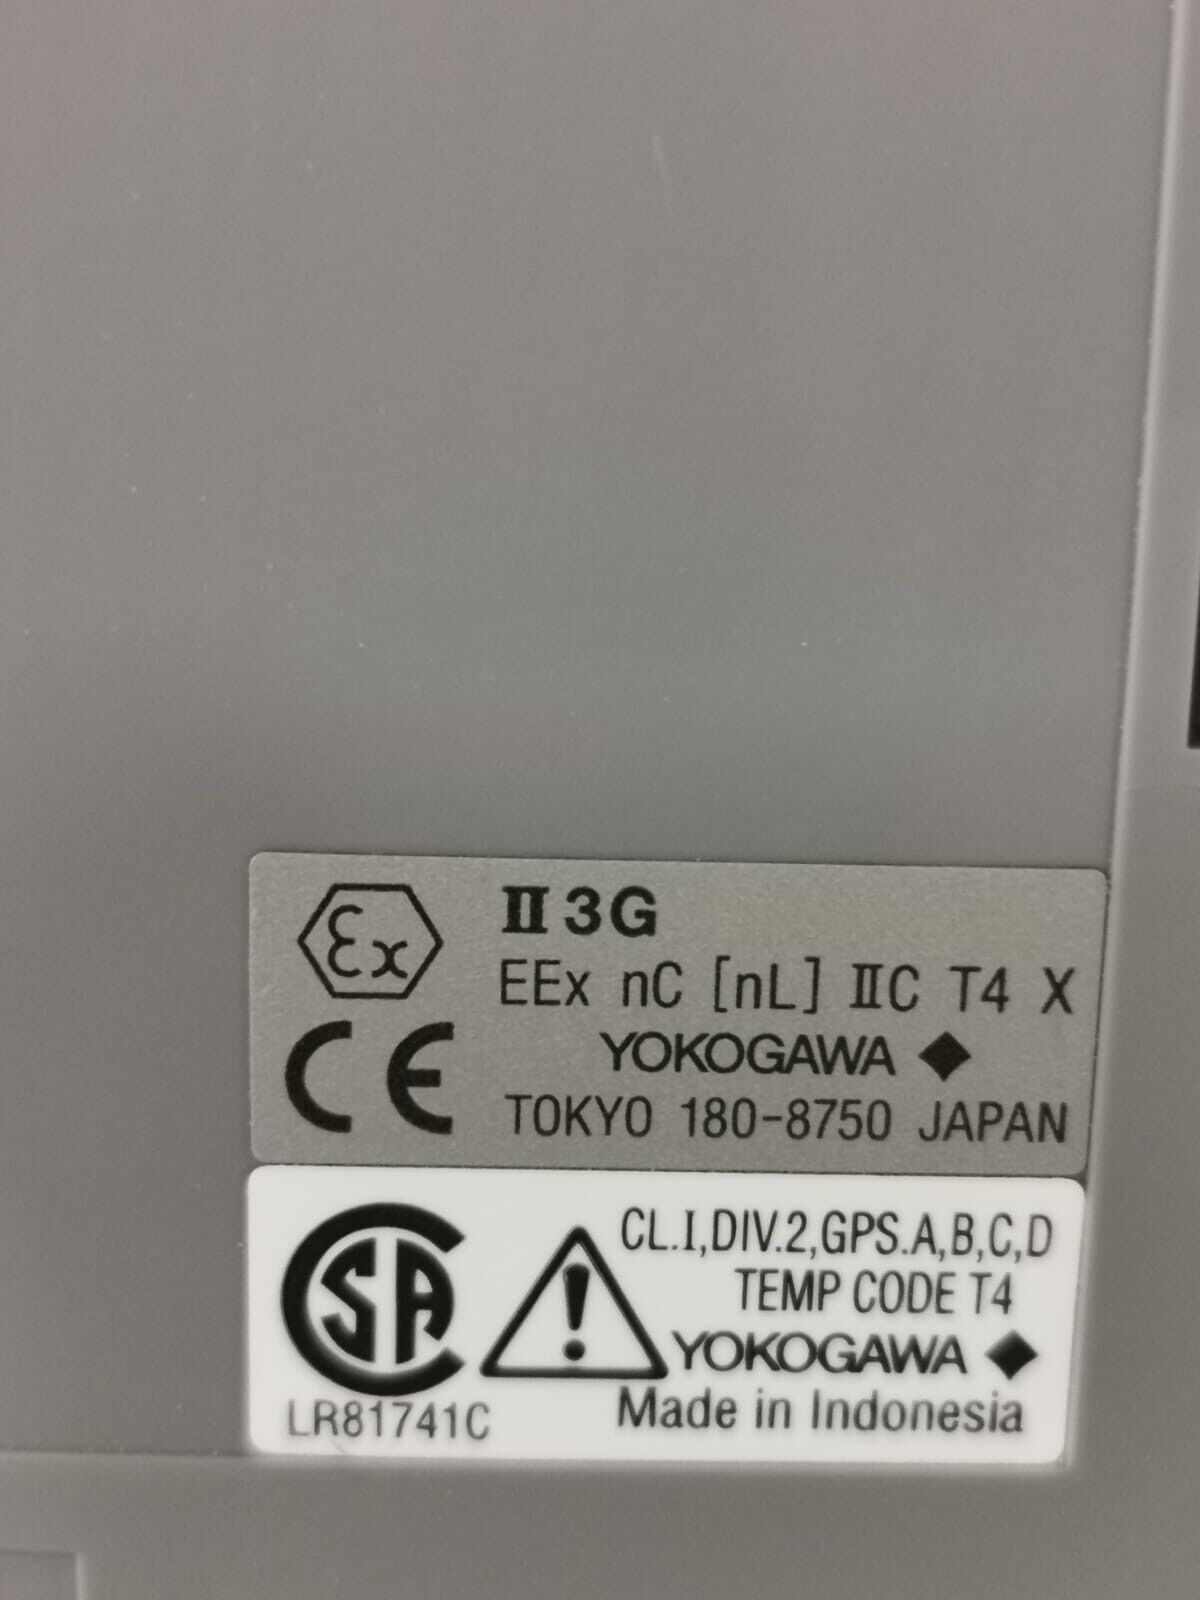 Ex
II 3G
EEx nC [nL] IIC T4 X
CE
YOKOGAWA ◆
TOKYO 180-8750 JAPAN
CL.I,DIV.2,GPS.A,B,C,D
TEMP CODE T4
SA
!
YOKOGAWA ◆
LR81741C
Made in Indonesia